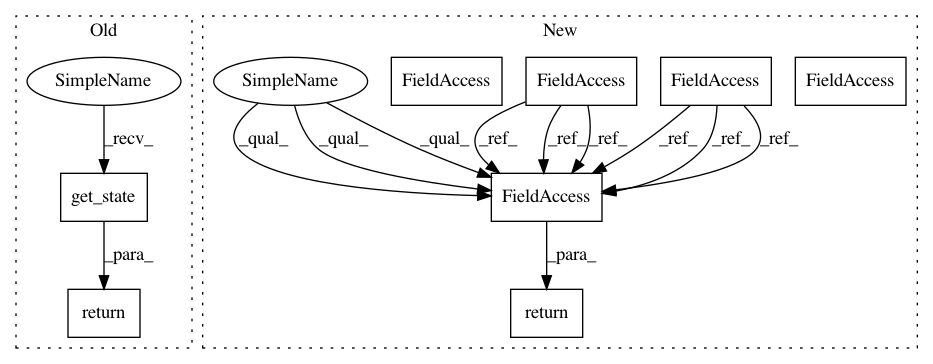 Old
New
SimpleName
SimpleName
FieldAccess
FieldAccess
FieldAccess
FieldAccess
_recv_
_qual_
_qual_
_qual_
_ref_
_ref_
_ref_
_ref_
_ref_
_ref_
get_state
FieldAccess
_para_
_para_
return
return